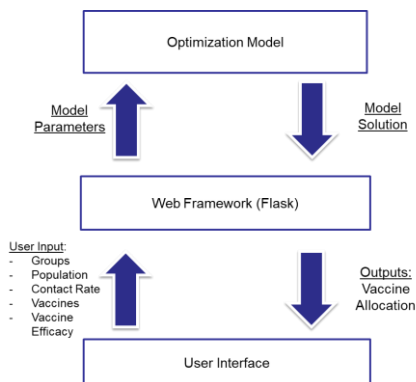 Optimization Model
Model
Parameters
Model
Solution
Web Framework (Flask)
User Input:
- Groups
- Population
- Contact Rate
- Vaccines
- Vaccine
Efficacy
Outputs:
Vaccine
Allocation
User Interface